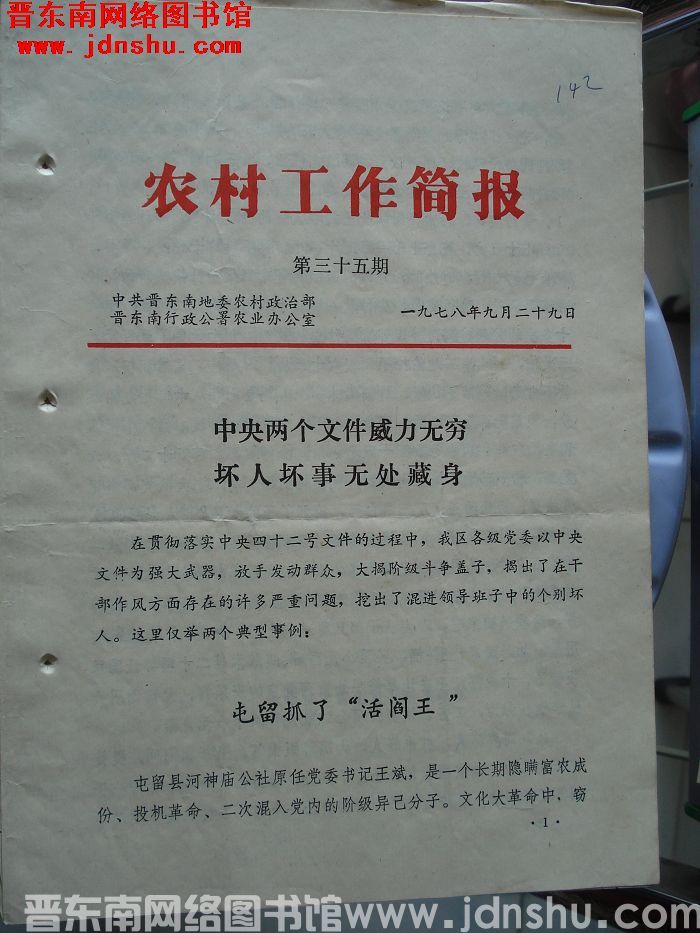 晋东南网络图书馆
www.jdnshu.com
142
农村工作简报
第三十五期
中共晋东南地委农村政治部
晋东南行政公署农业办公室
一九七八年九月二十九日
中央两个文件威力无穷
坏人坏事无处藏身
在贯彻落实中央四十二号文件的过程中，我区各级党委以中央
文件为强大武器，放手发动群众，大揭阶级斗争盖子，揭出了在干
部作风方面存在的许多严重问题，挖出了混进领导班子中的个别坏
人。这里仅举两个典型事例：
屯留抓了“活阎王”
屯留县河神庙公社原任党委书记王斌，是一个长期隐瞒富农成
份、投机革命、二次混入党内的阶级异己分子。文化大革命中，窃
·1·
晋东南网络图书馆 www.jdnshu.com